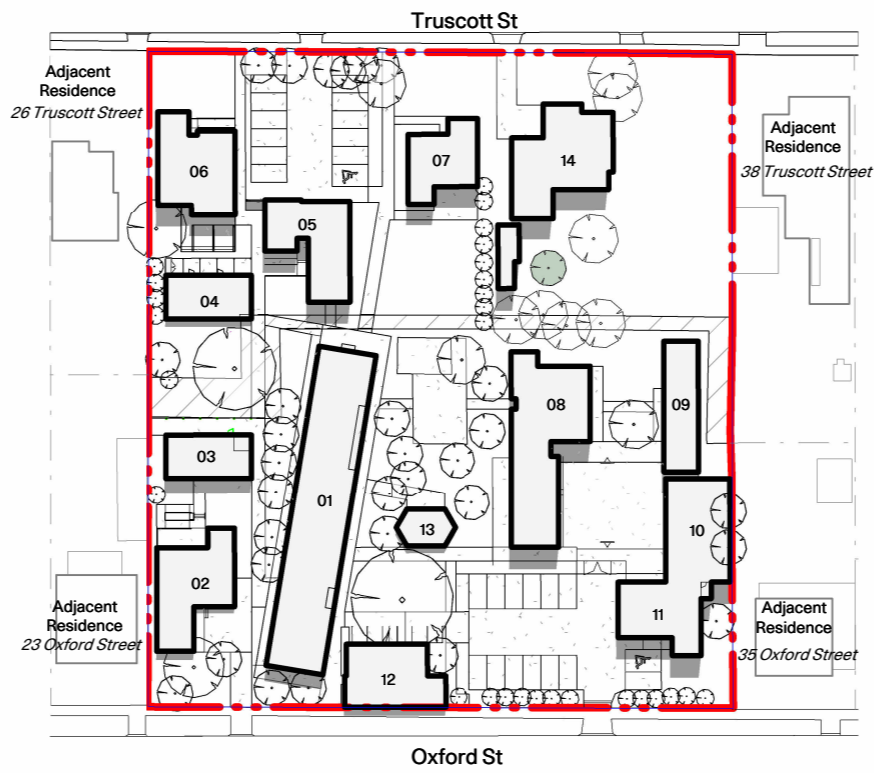 Truscott St
Adjacent
Residence
26 Truscott Street
Adjacent
Residence
38 Truscott Street
06
07
14
05
04
08
09
03
01
13
10
02
11
12
Adjacent
Residence
23 Oxford Street
Adjacent
Residence
35 Oxford Street
Oxford St